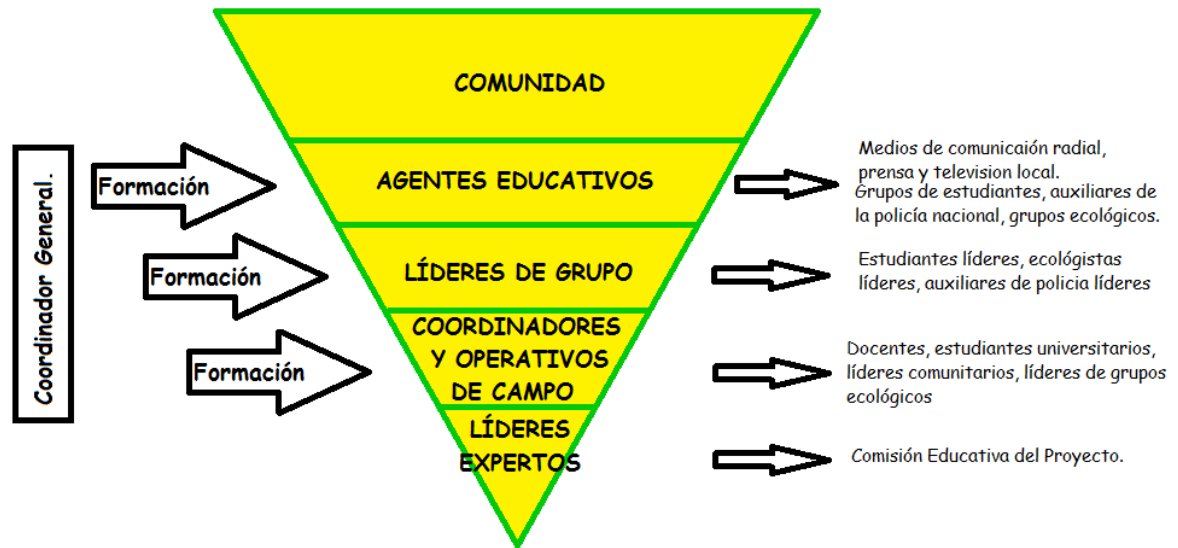 COMUNIDAD
Coordinador General.
Formación
AGENTES EDUCATIVOS
Medios de comunicaión radial,
prensa y television local.
Grupos de estudiantes, auxiliares de
la policía nacional, grupos ecológicos.
Formación
LÍDERES DE GRUPO
Estudiantes líderes, ecológistas
líderes, auxiliares de policia líderes
Formación
COORDINADORES
Y OPERATIVOS
DE CAMPO
Docentes, estudiantes universitarios,
líderes comunitarios, líderes de grupos
ecológicos
LÍDERES
EXPERTOS
Comisión Educativa del Proyecto.